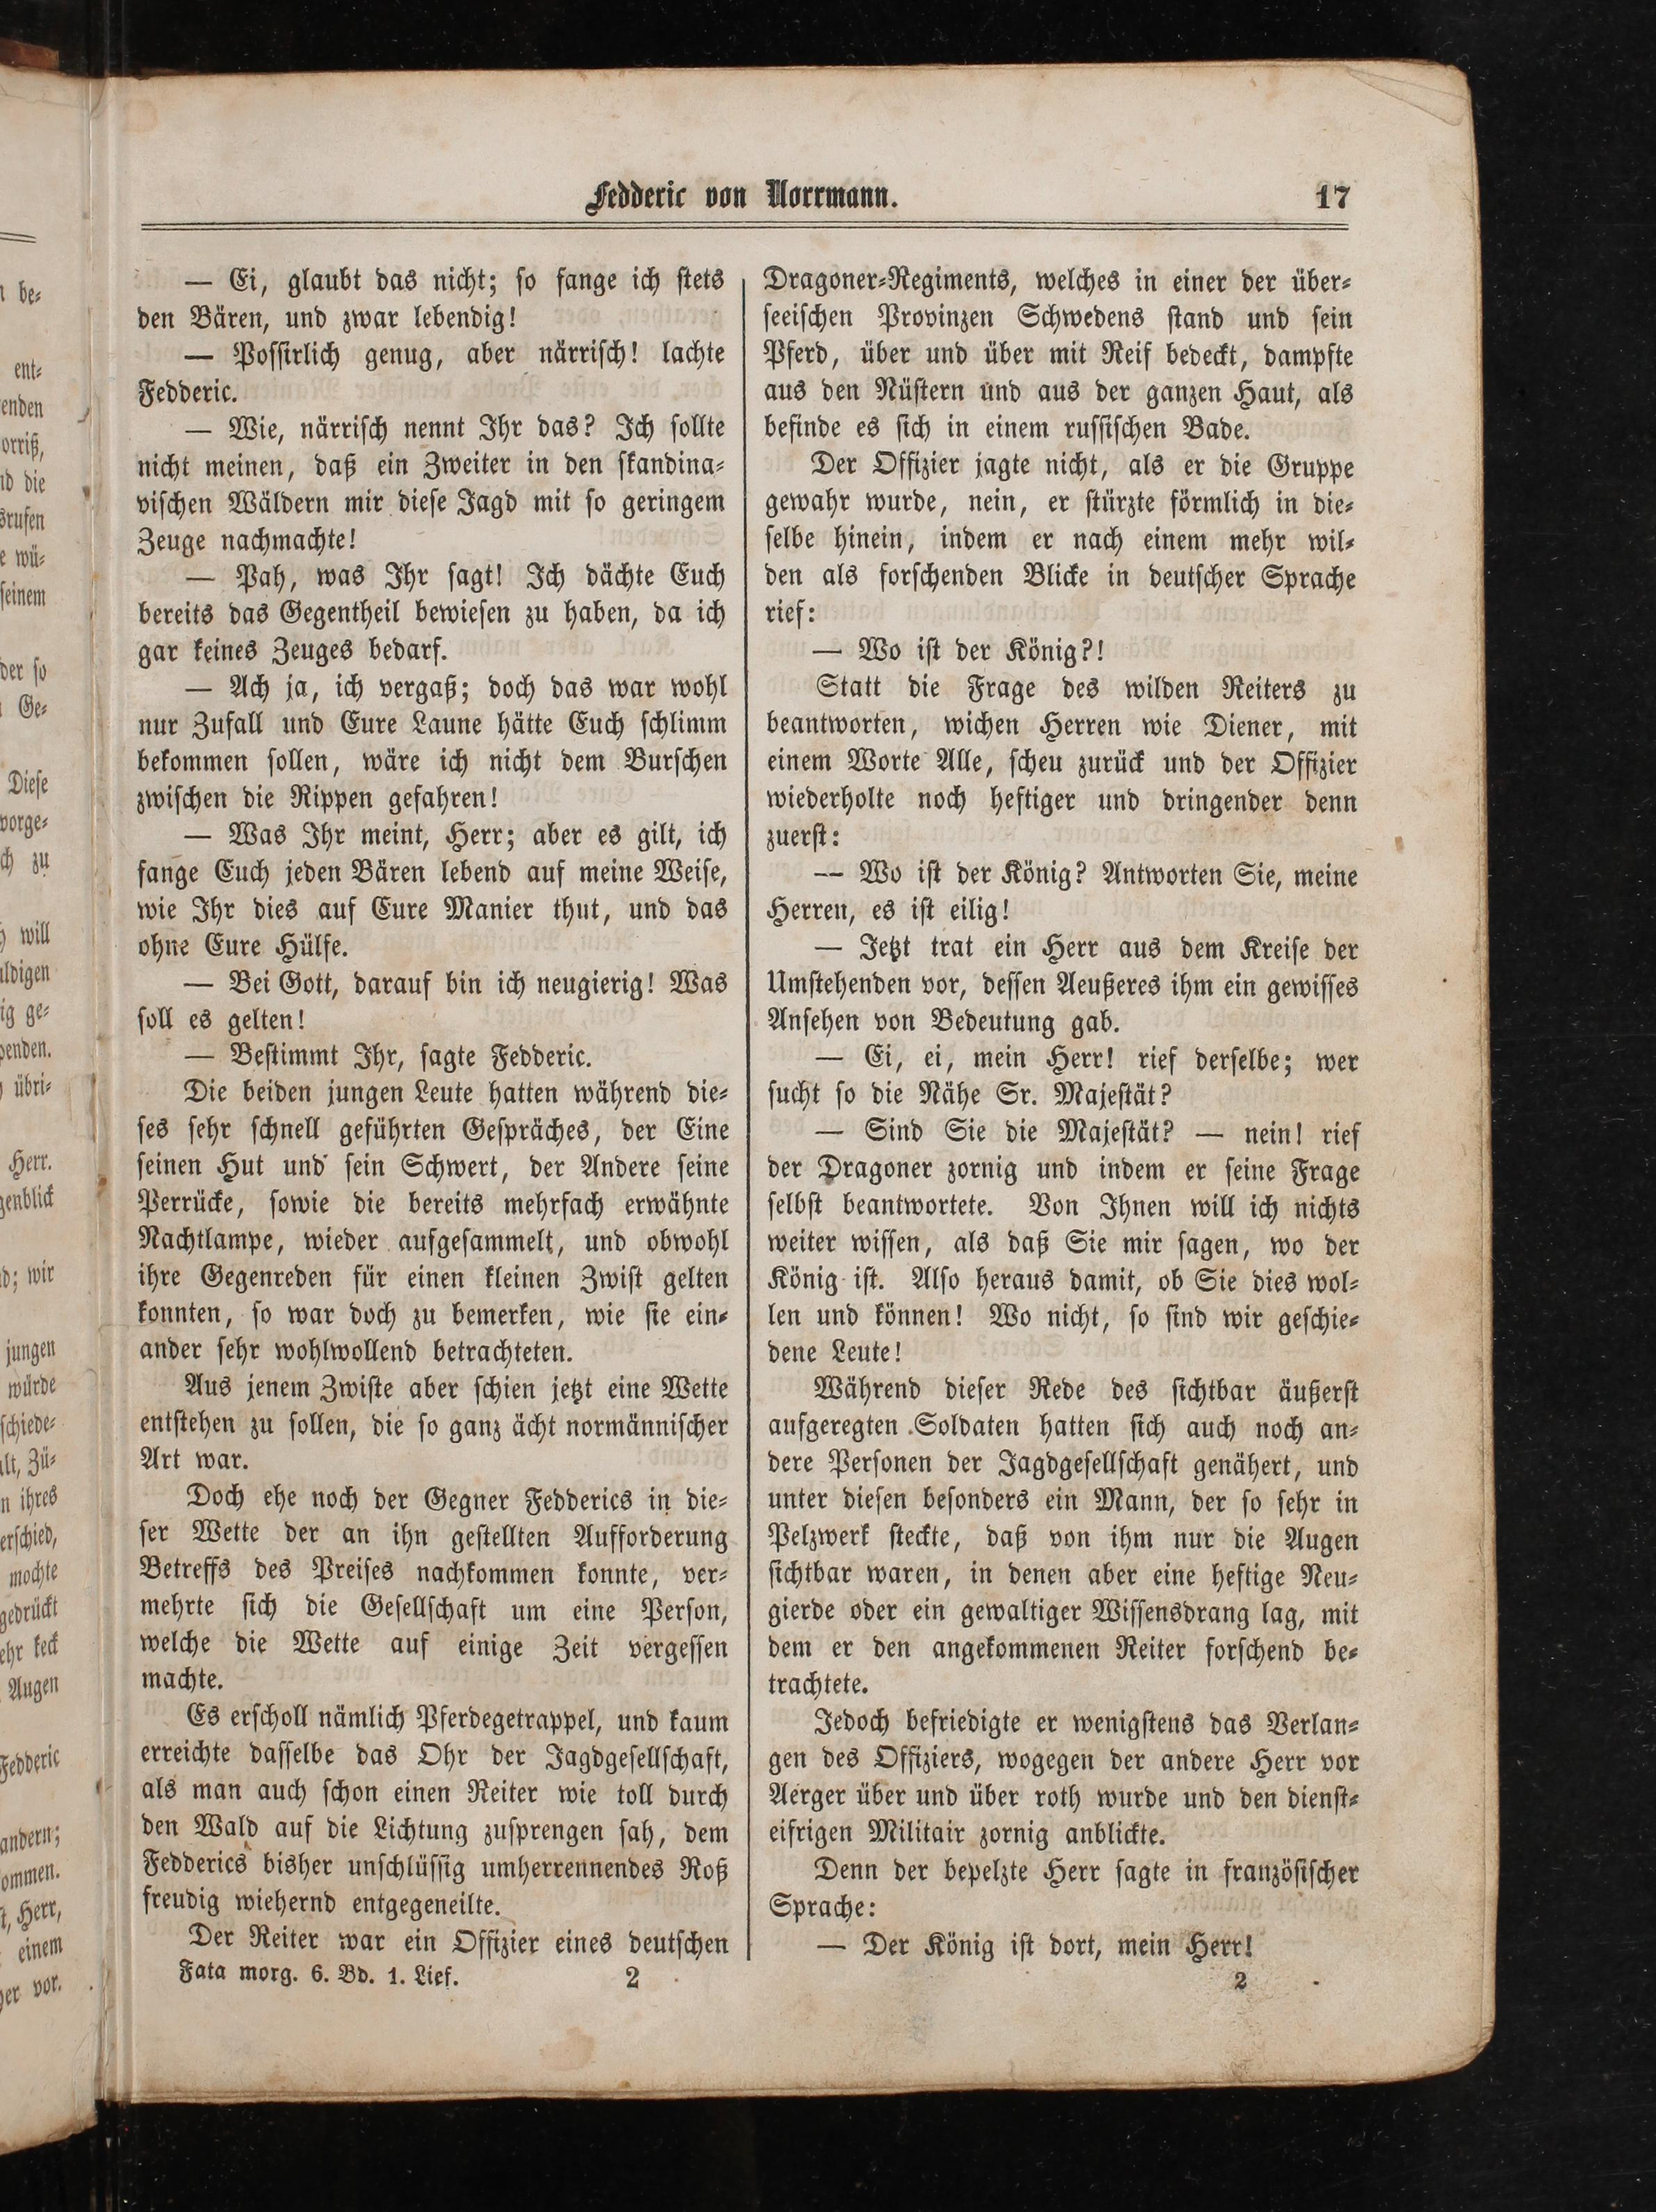 Fedderic von Norrmann.
17
— Ei, glaubt das nicht; so fange ich stets
den Bären, und zwar lebendig!
— Possirlich genug, aber närrisch! lachte
Fedderic.
— Wie, närrisch nennt Ihr das? Ich sollte
nicht meinen, daß ein Zweiter in den skandina-
vischen Wäldern mir diese Jagd mit so geringem
Zeuge nachmachte!
— Pah, was Ihr sagt! Ich dächte Euch
bereits das Gegentheil bewiesen zu haben, da ich
gar keines Zeuges bedarf.
— Ach ja, ich vergaß; doch das war wohl
nur Zufall und Eure Laune hätte Euch schlimm
bekommen sollen, wäre ich nicht dem Burschen
zwischen die Rippen gefahren!
— Was Ihr meint, Herr; aber es gilt, ich
fange Euch jeden Bären lebend auf meine Weise,
wie Ihr dies auf Eure Manier thut, und das
ohne Eure Hülfe.
— Bei Gott, darauf bin ich neugierig! Was
soll es gelten!
— Bestimmt Ihr, sagte Fedderic.
Die beiden jungen Leute hatten während die-
ses sehr schnell geführten Gespräches, der Eine
seinen Hut und sein Schwert, der Andere seine
Perrücke, sowie die bereits mehrfach erwähnte
Nachtlampe, wieder aufgesammelt, und obwohl
ihre Gegenreden für einen kleinen Zwist gelten
konnten, so war doch zu bemerken, wie sie ein-
ander sehr wohlwollend betrachteten.
Aus jenem Zwiste aber schien jetzt eine Wette
entstehen zu sollen, die so ganz ächt normännischer
Art war.
Doch ehe noch der Gegner Fedderics in die-
ser Wette der an ihn gestellten Aufforderung
Betreffs des Preises nachkommen konnte, ver-
mehrte sich die Gesellschaft um eine Person,
welche die Wette auf einige Zeit vergessen
machte.
Es erscholl nämlich Pferdegetrappel, und kaum
erreichte dasselbe das Ohr der Jagdgesellschaft,
als man auch schon einen Reiter wie toll durch
den Wald auf die Lichtung zusprengen sah, dem
Fedderics bisher unschlüssig umherrennendes Roß
freudig wiehernd entgegeneilte.
Der Reiter war ein Offizier eines deutschen
Fata morg. 6. Bd. 1. Lief. 2
Dragoner-Regiments, welches in einer der über-
seeischen Provinzen Schwedens stand und sein
Pferd, über und über mit Reif bedeckt, dampfte
aus den Nüstern und aus der ganzen Haut, als
befinde es sich in einem russischen Bade.
Der Offizier jagte nicht, als er die Gruppe
gewahr wurde, nein, er stürzte förmlich in die-
selbe hinein, indem er nach einem mehr wil-
den als forschenden Blicke in deutscher Sprache
rief:
— Wo ist der König?!
Statt die Frage des wilden Reiters zu
beantworten, wichen Herren wie Diener, mit
einem Worte Alle, scheu zurück und der Offizier
wiederholte noch heftiger und dringender denn
zuerst:
— Wo ist der König? Antworten Sie, meine
Herren, es ist eilig!
— Jetzt trat ein Herr aus dem Kreise der
Umstehenden vor, dessen Aeußeres ihm ein gewisses
Ansehen von Bedeutung gab.
— Ei, ei, mein Herr! rief derselbe; wer
sucht so die Nähe Sr. Majestät?
— Sind Sie die Majestät? — nein! rief
der Dragoner zornig und indem er seine Frage
selbst beantwortete. Von Ihnen will ich nichts
weiter wissen, als daß Sie mir sagen, wo der
König ist. Also heraus damit, ob Sie dies wol-
len und können! Wo nicht, so sind wir geschie-
dene Leute!
Während dieser Rede des sichtbar äußerst
aufgeregten Soldaten hatten sich auch noch an-
dere Personen der Jagdgesellschaft genähert, und
unter diesen besonders ein Mann, der so sehr in
Pelzwerk steckte, daß von ihm nur die Augen
sichtbar waren, in denen aber eine heftige Neu-
gierde oder ein gewaltiger Wissensdrang lag, mit
dem er den angekommenen Reiter forschend be-
trachtete.
Jedoch befriedigte er wenigstens das Verlan-
gen des Offiziers, wogegen der andere Herr vor
Aerger über und über roth wurde und den dienst-
eifrigen Militair zornig anblickte.
Denn der bepelzte Herr sagte in französischer
Sprache:
— Der König ist dort, mein Herr!
2